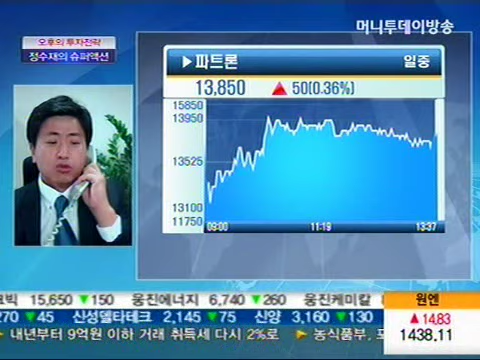 머니투데이방송
오후의 투자전략
정수재의 슈퍼액션
▶파트론 일중
13,850 ▲ 50(0.36%)
15850
13950
13525
13100
11750
09:00 11:19 13:37
15,650 ▼150 웅진에너지 6,740 ▼260 웅진케미칼
270 ▼45 신성델타테크 2,145 ▼75 신양 3,160 ▼130
내년부터 9억원 이하 거래 취득세 다시 2%로 ▶ 농식품부,
원엔
▲14.83
1438.11